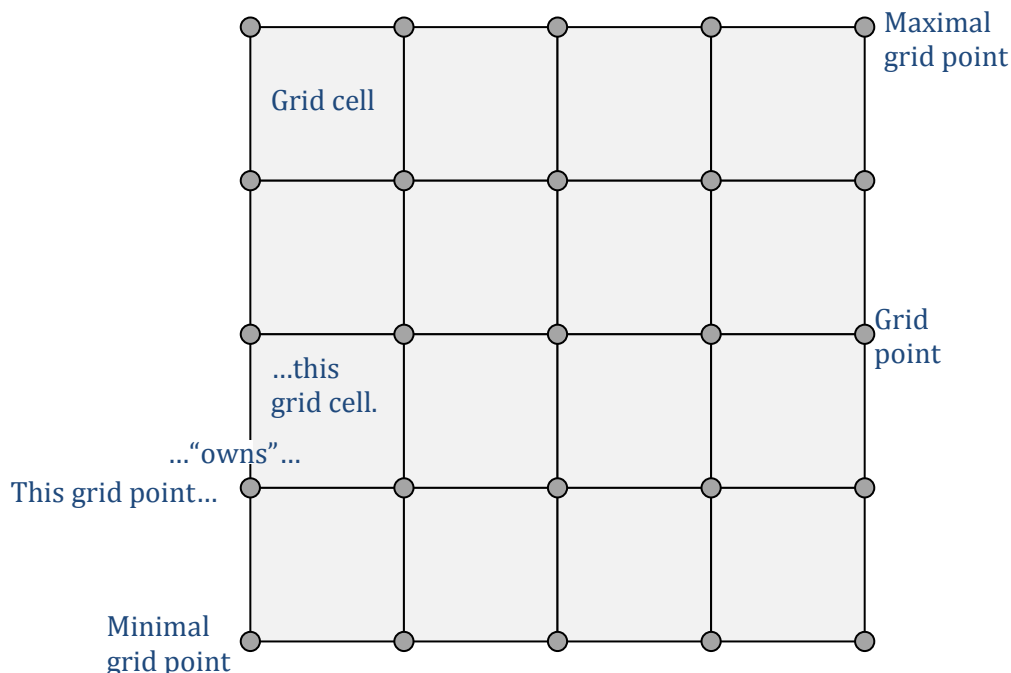 Maximal
grid point
Grid cell
Grid
point
…this
grid cell.
…“owns”…
This grid point…
Minimal
grid point